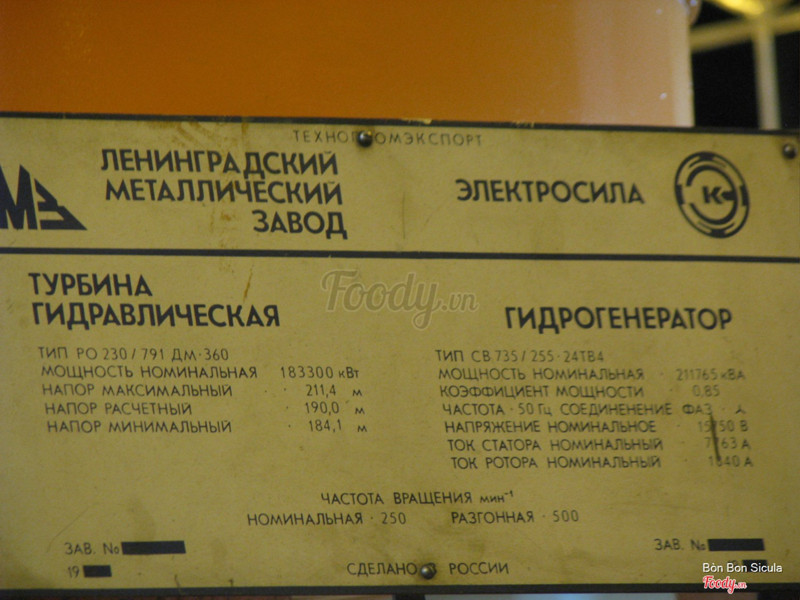 ТЕХНОПРОМЭКСПОРТ
ЛЕНИНГРАДСКИЙ
МЕТАЛЛИЧЕСКИЙ
ЗАВОД
ЭЛЕКТРОСИЛА
ТУРБИНА
ГИДРАВЛИЧЕСКАЯ
ТИП РО 230/791 ДМ-360
МОЩНОСТЬ НОМИНАЛЬНАЯ 183300 кВт
НАПОР МАКСИМАЛЬНЫЙ 211,4 м
НАПОР РАСЧЕТНЫЙ 190,0 м
НАПОР МИНИМАЛЬНЫЙ 184,1 м
ГИДРОГЕНЕРАТОР
ТИП СВ 735/255-24ТВ4
МОЩНОСТЬ НОМИНАЛЬНАЯ 211765 кВА
КОЭФФИЦИЕНТ МОЩНОСТИ 0,85
ЧАСТОТА · 50 Гц СОЕДИНЕНИЕ ФАЗ
НАПРЯЖЕНИЕ НОМИНАЛЬНОЕ 15750 В
ТОК СТАТОРА НОМИНАЛЬНЫЙ А
ТОК РОТОРА НОМИНАЛЬНЫЙ А
ЧАСТОТА ВРАЩЕНИЯ мин⁻¹
НОМИНАЛЬНАЯ · 250 РАЗГОННАЯ · 500
ЗАВ. №
19
ЗАВ. №
СДЕЛАНО В РОССИИ
Foody.vn
Bòn Bon Sicula
Foody.vn